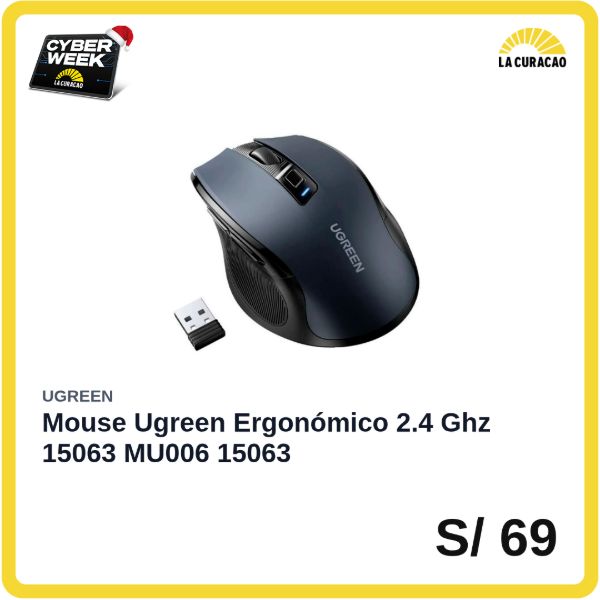 CYBER
WEEK
LA CURACAO
LA CURACAO
UGREEN
UGREEN
Mouse Ugreen Ergonómico 2.4 Ghz
15063 MU006 15063
S/ 69